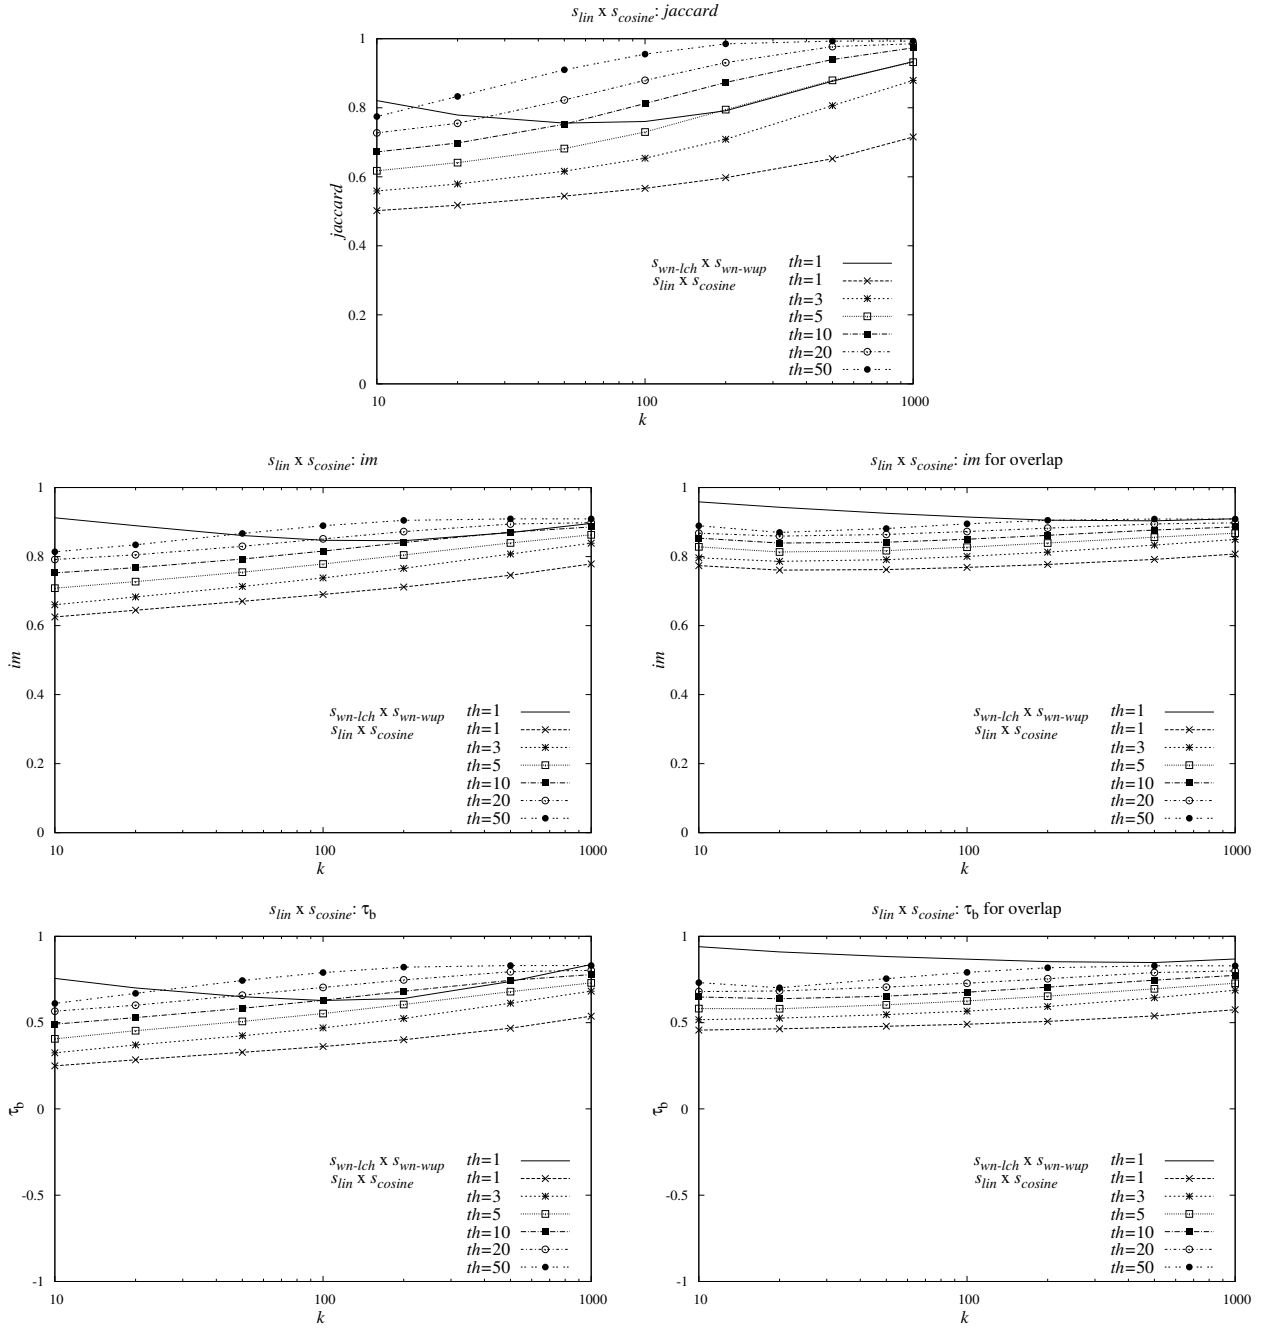 s_lin x s_cosine: jaccard
1
0.8
0.6
0.4
0.2
0
jaccard
s_wn-lch x s_wn-wup th=1
s_lin x s_cosine th=1
th=3
th=5
th=10
th=20
th=50
10 100 1000
k
s_lin x s_cosine: im
1
0.8
0.6
0.4
0.2
0
im
s_wn-lch x s_wn-wup th=1
s_lin x s_cosine th=1
th=3
th=5
th=10
th=20
th=50
10 100 1000
k
s_lin x s_cosine: im for overlap
1
0.8
0.6
0.4
0.2
0
im
s_wn-lch x s_wn-wup th=1
s_lin x s_cosine th=1
th=3
th=5
th=10
th=20
th=50
10 100 1000
k
s_lin x s_cosine: τ_b
1
0.5
0
-0.5
-1
τ_b
s_wn-lch x s_wn-wup th=1
s_lin x s_cosine th=1
th=3
th=5
th=10
th=20
th=50
10 100 1000
k
s_lin x s_cosine: τ_b for overlap
1
0.5
0
-0.5
-1
τ_b
s_wn-lch x s_wn-wup th=1
s_lin x s_cosine th=1
th=3
th=5
th=10
th=20
th=50
10 100 1000
k